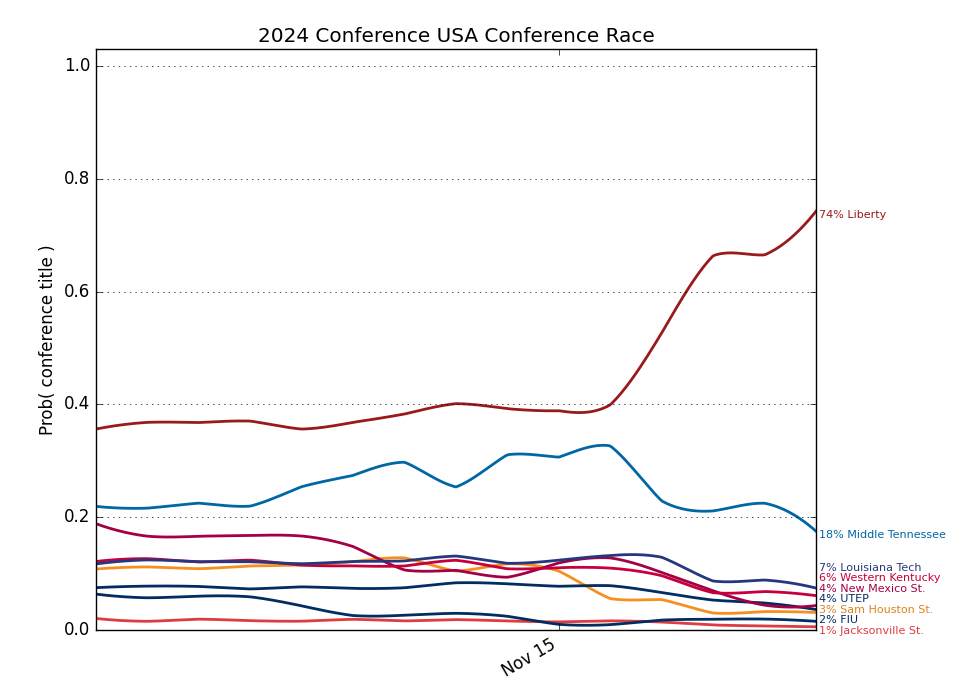 2024 Conference USA Conference Race
Prob( conference title )
1.0
0.8
0.6
0.4
0.2
0.0
Nov 15
74% Liberty
18% Middle Tennessee
7% Louisiana Tech
6% Western Kentucky
4% New Mexico St.
4% UTEP
3% Sam Houston St.
2% FIU
1% Jacksonville St.